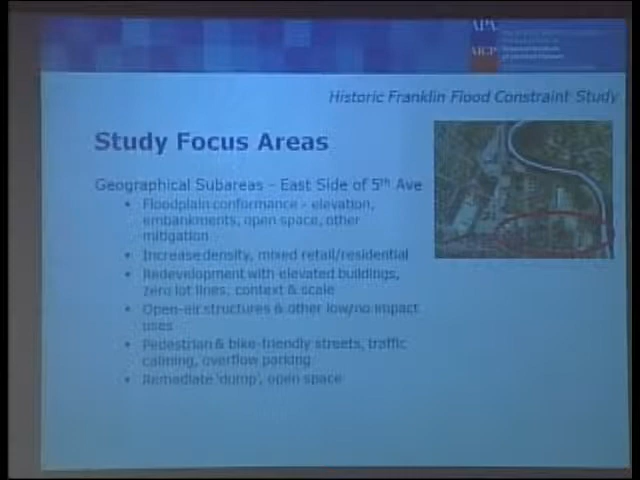 APA
AICP
Historic Franklin Flood Constraint Study
Study Focus Areas
Geographical Subareas – East Side of 5th Ave
• Floodplain conformance – elevation,
embankments, open space, other
mitigation
• Increase density, mixed retail/residential
• Redevelopment with elevated buildings,
zero lot lines, context & scale
• Open-air structures & other low/no impact
uses
• Pedestrian & bike-friendly streets, traffic
calming, overflow parking
• Remediate 'dump', open space